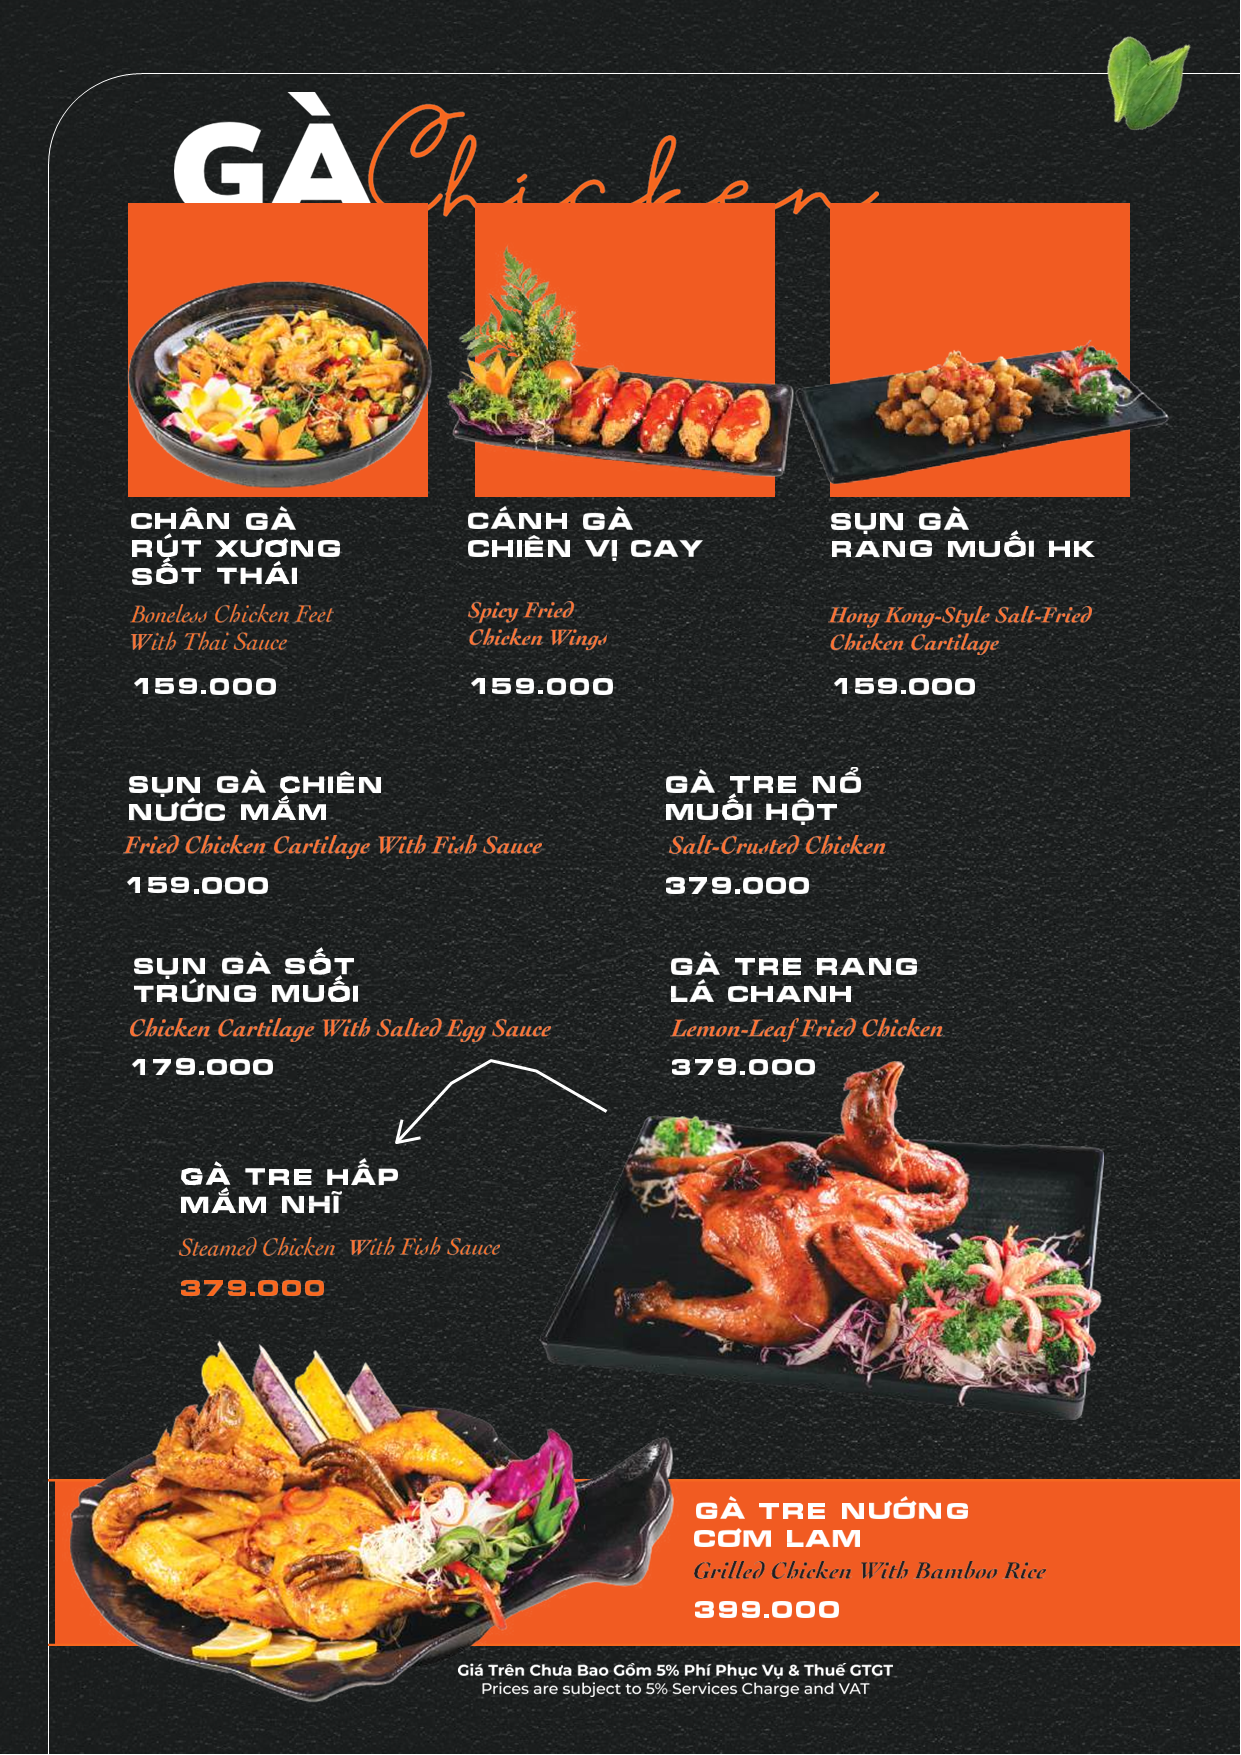 GÀ Chicken
CHÂN GÀ
RÚT XƯƠNG
SỐT THÁI
Boneless Chicken Feet
With Thai Sauce
159.000
CÁNH GÀ
CHIÊN VỊ CAY
Spicy Fried
Chicken Wings
159.000
SỤN GÀ
RANG MUỐI HK
Hong Kong-Style Salt-Fried
Chicken Cartilage
159.000
SỤN GÀ CHIÊN
NƯỚC MẮM
Fried Chicken Cartilage With Fish Sauce
159.000
GÀ TRE NỔ
MUỐI HỘT
Salt-Crusted Chicken
379.000
SỤN GÀ SỐT
TRỨNG MUỐI
Chicken Cartilage With Salted Egg Sauce
179.000
GÀ TRE RANG
LÁ CHANH
Lemon-Leaf Fried Chicken
379.000
GÀ TRE HẤP
MẮM NHĨ
Steamed Chicken With Fish Sauce
379.000
GÀ TRE NƯỚNG
CƠM LAM
Grilled Chicken With Bamboo Rice
399.000
Giá Trên Chưa Bao Gồm 5% Phí Phục Vụ & Thuế GTGT
Prices are subject to 5% Services Charge and VAT